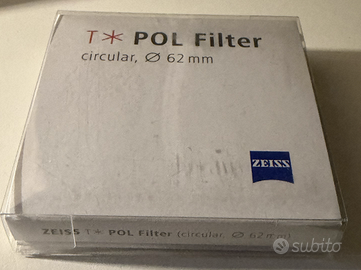 T✶ POL Filter
circular, Ø 62 mm
ZEISS
ZEISS T✶ POL Filter (circular, Ø 62 mm)
subito